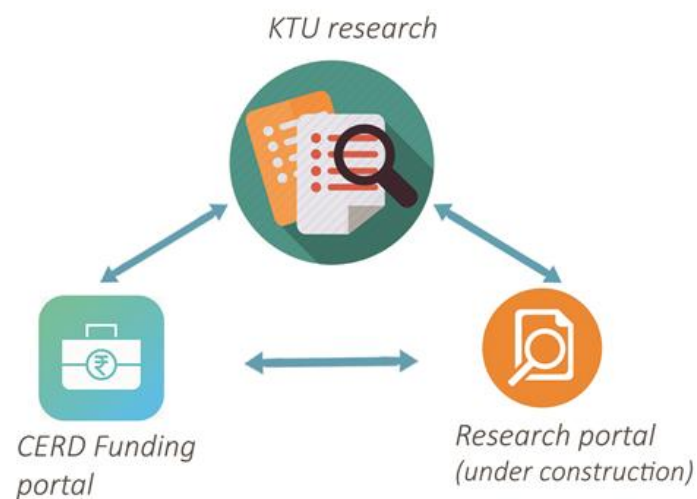 KTU research
₹
CERD Funding
portal
Research portal
(under construction)